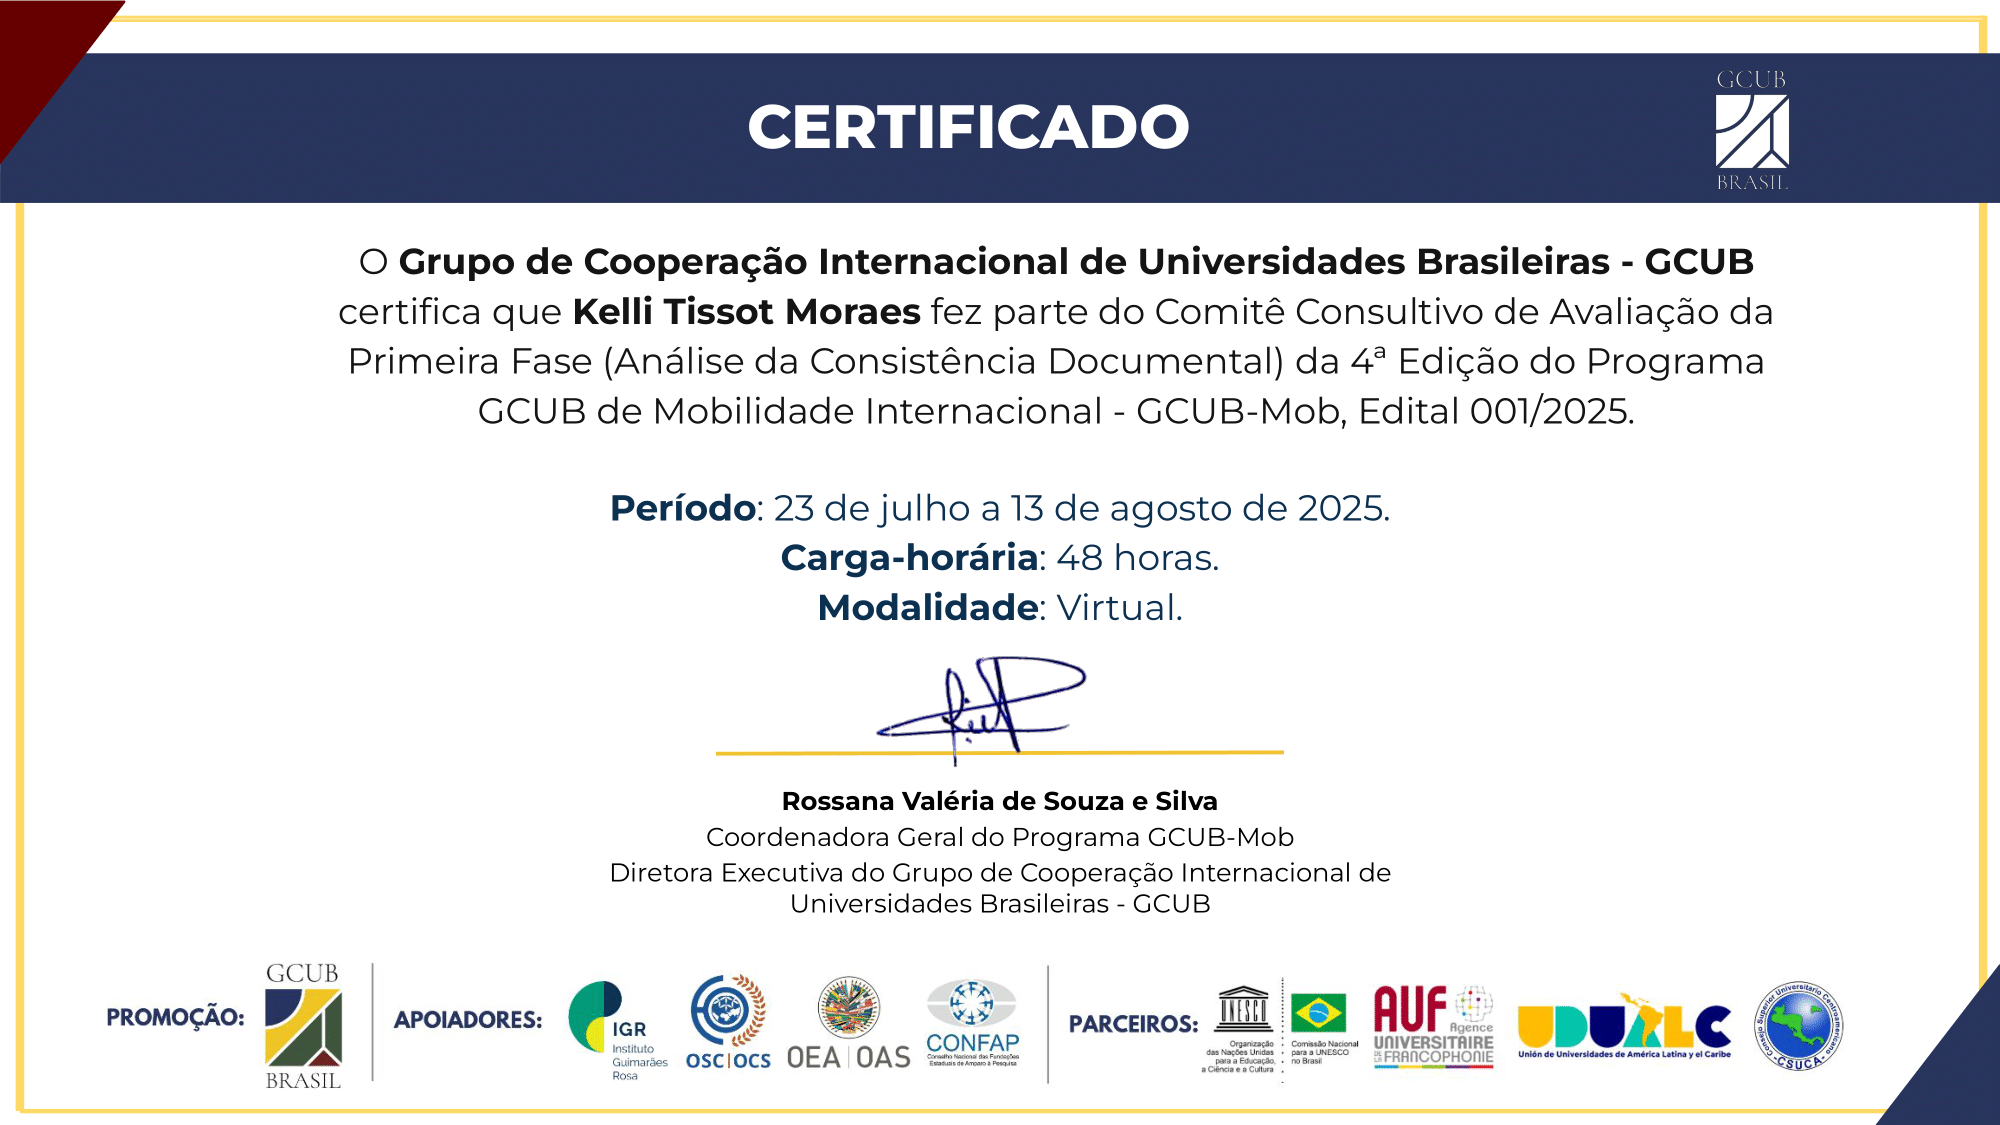 CERTIFICADO
GCUB
BRASIL
O Grupo de Cooperação Internacional de Universidades Brasileiras - GCUB
certifica que Kelli Tissot Moraes fez parte do Comitê Consultivo de Avaliação da
Primeira Fase (Análise da Consistência Documental) da 4ª Edição do Programa
GCUB de Mobilidade Internacional - GCUB-Mob, Edital 001/2025.
Período: 23 de julho a 13 de agosto de 2025.
Carga-horária: 48 horas.
Modalidade: Virtual.
Rossana Valéria de Souza e Silva
Coordenadora Geral do Programa GCUB-Mob
Diretora Executiva do Grupo de Cooperação Internacional de
Universidades Brasileiras - GCUB
PROMOÇÃO:
GCUB
BRASIL
APOIADORES:
IGR
Instituto
Guimarães
Rosa
OSC|OCS
OEA|OAS
CONFAP
Conselho Nacional das Fundações
Estaduais de Amparo à Pesquisa
PARCEIROS:
UNESCO
Organização
das Nações Unidas
para a Educação,
a Ciência e a Cultura
Comissão Nacional
para a UNESCO
no Brasil
AUF
Agence
UNIVERSITAIRE
DE LA FRANCOPHONIE
UDUALC
Unión de Universidades de América Latina y el Caribe
Consejo Superior Universitario Centroamericano
-CSUCA-